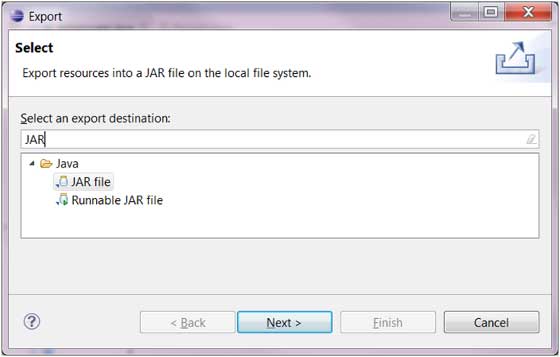 Export
Select
Export resources into a JAR file on the local file system.
Select an export destination:
JAR
Java
JAR file
Runnable JAR file
?
< Back
Next >
Finish
Cancel